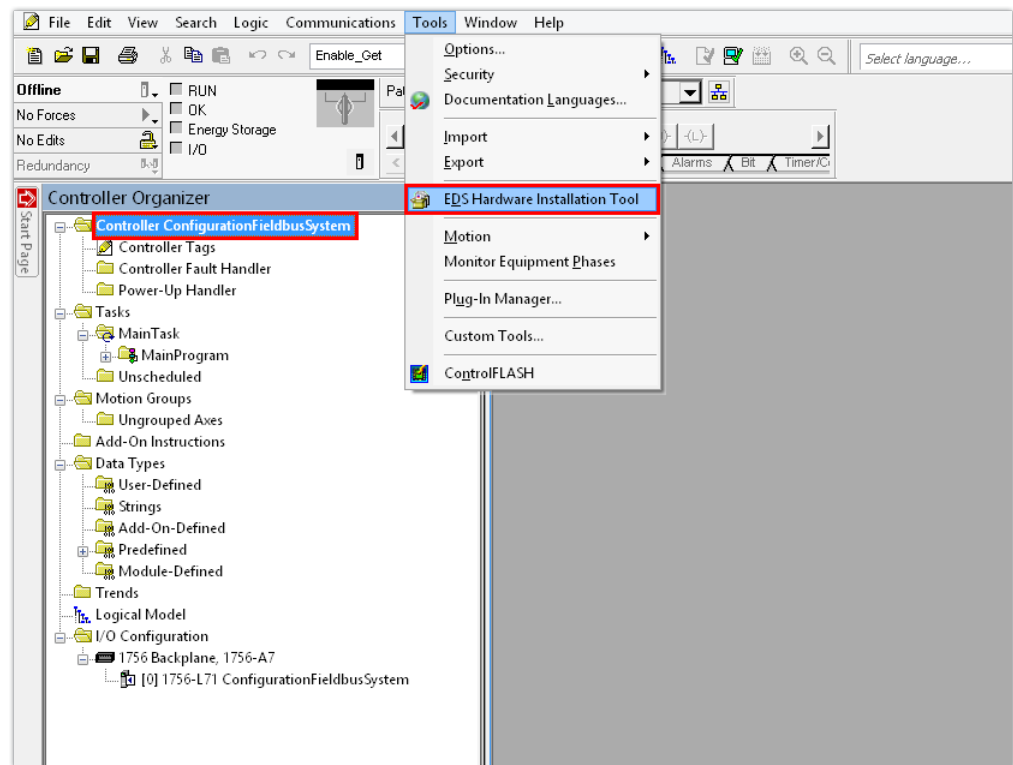 File Edit View Search Logic Communications Tools Window Help
Enable_Get
Select language...
Offline
No Forces
No Edits
Redundancy
RUN
OK
Energy Storage
I/O
Alarms Bit
Options...
Security
Documentation Languages...
Import
Export
EDS Hardware Installation Tool
Motion
Monitor Equipment Phases
Plug-In Manager...
Custom Tools...
ControlFLASH
Start Page
Controller Organizer
Controller ConfigurationFieldbusSystem
Controller Tags
Controller Fault Handler
Power-Up Handler
Tasks
MainTask
MainProgram
Unscheduled
Motion Groups
Ungrouped Axes
Add-On Instructions
Data Types
User-Defined
Strings
Add-On-Defined
Predefined
Module-Defined
Trends
Logical Model
I/O Configuration
1756 Backplane, 1756-A7
[0] 1756-L71 ConfigurationFieldbusSystem